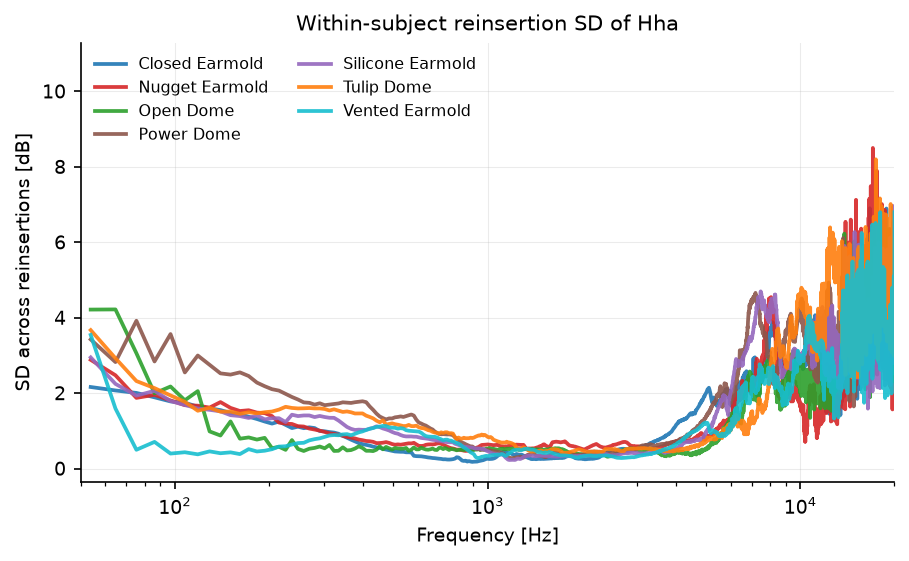 Within-subject reinsertion SD of Hha
Closed Earmold
Nugget Earmold
Open Dome
Power Dome
Silicone Earmold
Tulip Dome
Vented Earmold
SD across reinsertions [dB]
10
8
6
4
2
0
10²
10³
10⁴
Frequency [Hz]